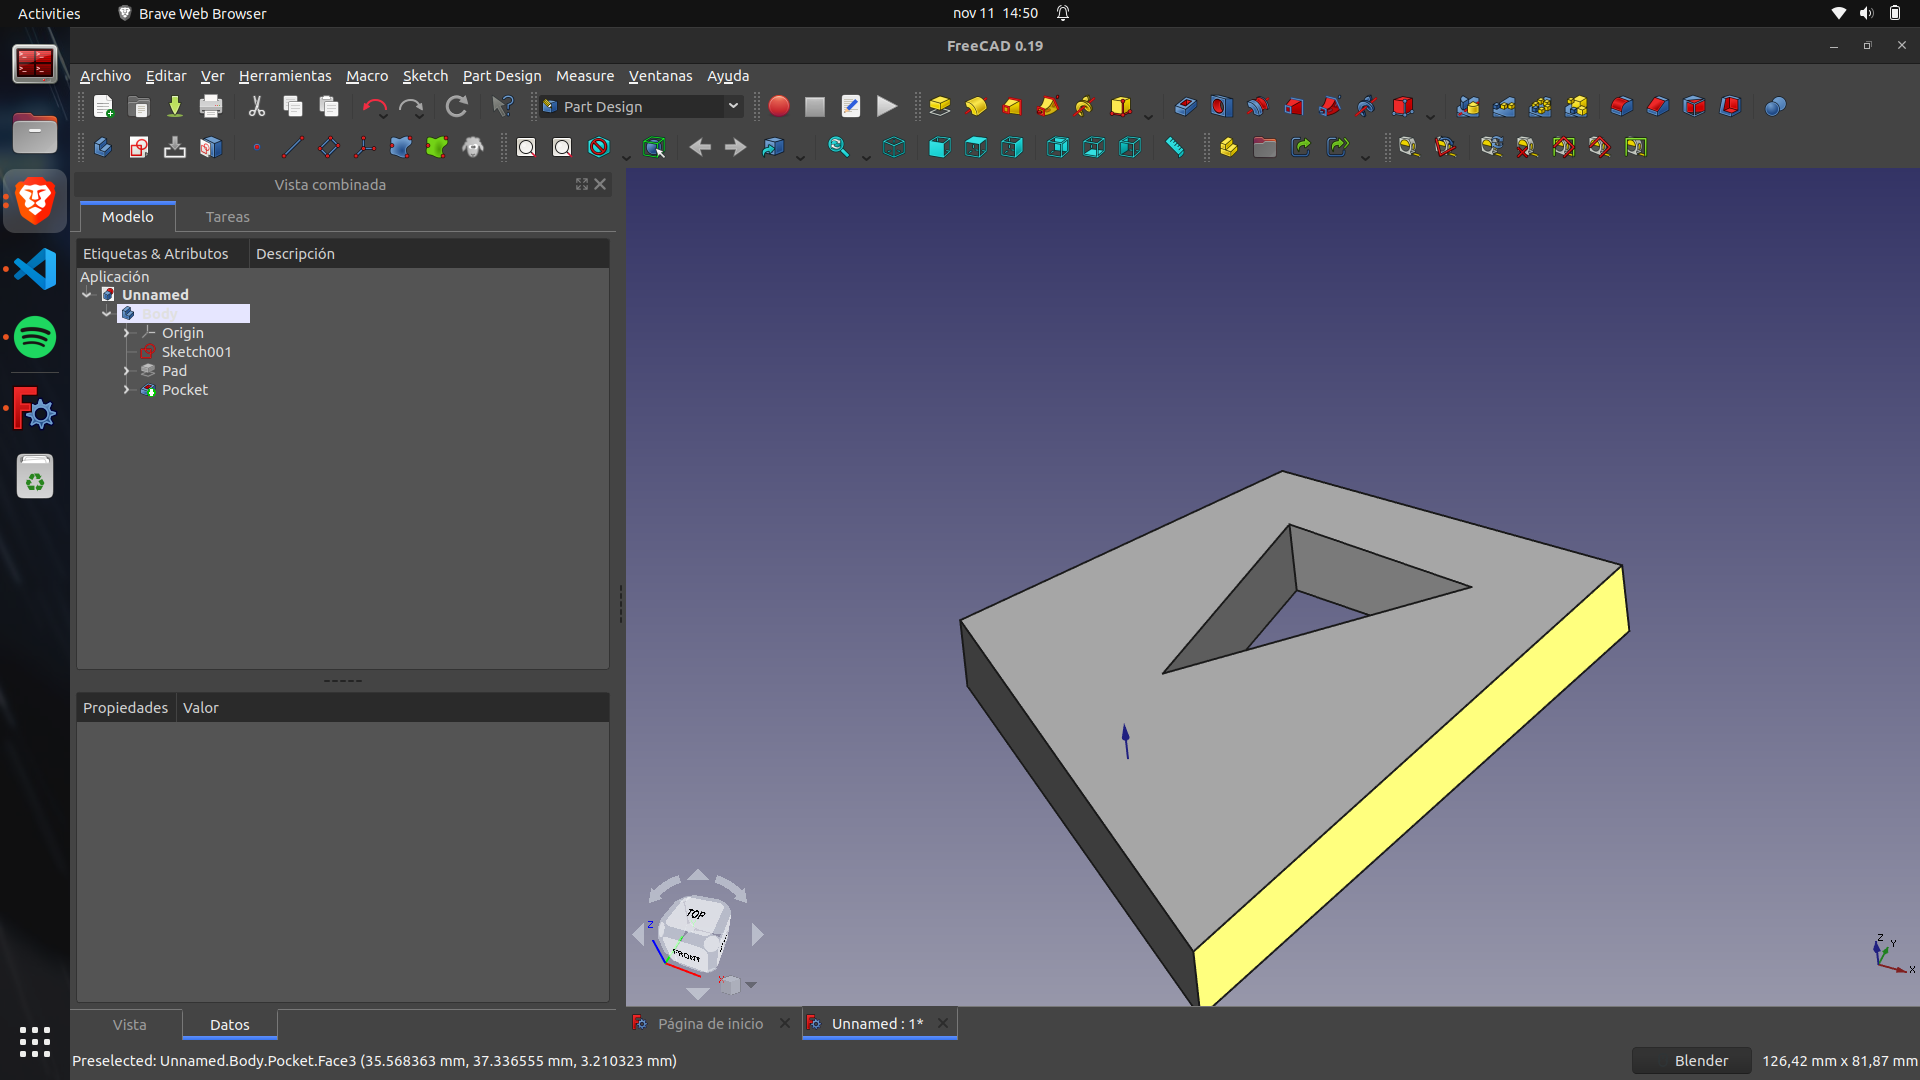 Activities
Brave Web Browser
nov 11 14:50
FreeCAD 0.19
Archivo Editar Ver Herramientas Macro Sketch Part Design Measure Ventanas Ayuda
Part Design
Vista combinada
Modelo Tareas
Etiquetas & Atributos Descripción
Aplicación
Unnamed
Body
Origin
Sketch001
Pad
Pocket
Propiedades Valor
TOP
FRONT
Z
X
Z
Y
X
Vista Datos
Página de inicio
Unnamed : 1*
Preselected: Unnamed.Body.Pocket.Face3 (35.568363 mm, 37.336555 mm, 3.210323 mm)
Blender
126,42 mm x 81,87 mm